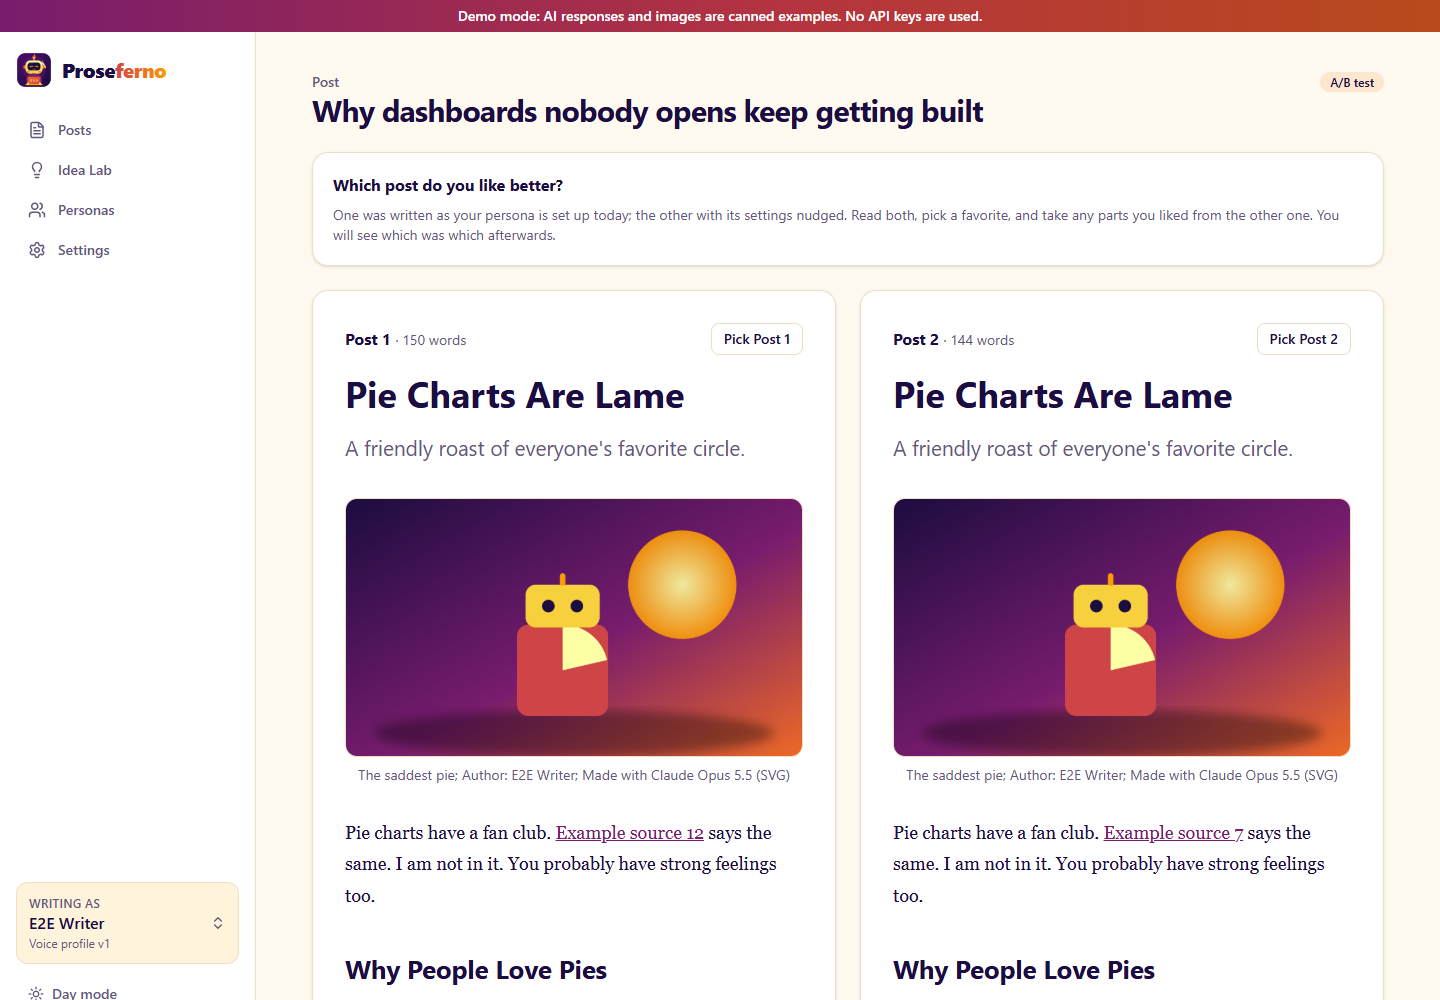 Demo mode: AI responses and images are canned examples. No API keys are used.
Proseferno
Posts
Idea Lab
Personas
Settings
WRITING AS
E2E Writer
Voice profile v1
Day mode
Post
A/B test
Why dashboards nobody opens keep getting built
Which post do you like better?
One was written as your persona is set up today; the other with its settings nudged. Read both, pick a favorite, and take any parts you liked from the other one. You
will see which was which afterwards.
Post 1 · 150 words
Pick Post 1
Pie Charts Are Lame
A friendly roast of everyone's favorite circle.
The saddest pie; Author: E2E Writer; Made with Claude Opus 5.5 (SVG)
Pie charts have a fan club. Example source 12 says the
same. I am not in it. You probably have strong feelings
too.
Why People Love Pies
Post 2 · 144 words
Pick Post 2
Pie Charts Are Lame
A friendly roast of everyone's favorite circle.
The saddest pie; Author: E2E Writer; Made with Claude Opus 5.5 (SVG)
Pie charts have a fan club. Example source 7 says the
same. I am not in it. You probably have strong feelings
too.
Why People Love Pies